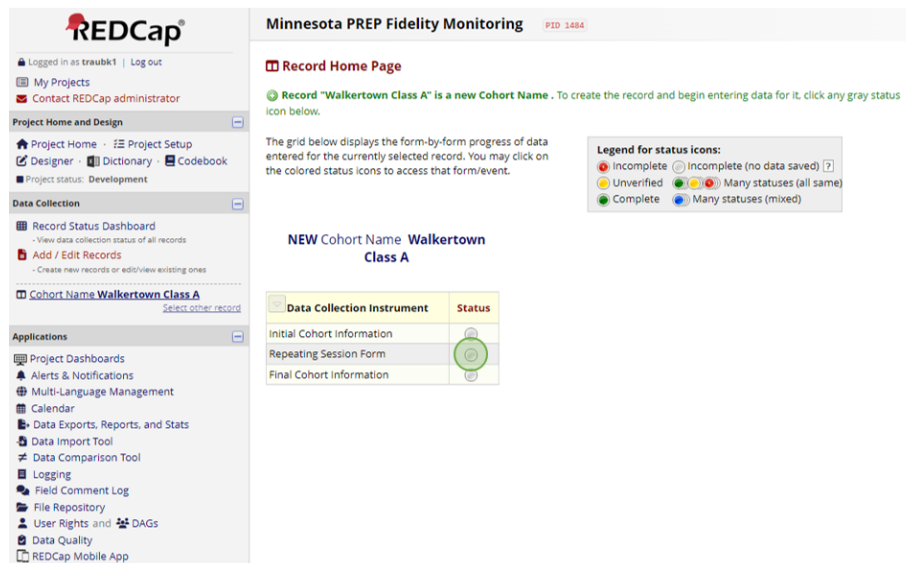 REDCap®
Logged in as traubk1 | Log out
My Projects
Contact REDCap administrator
Project Home and Design
Project Home · Project Setup
Designer · Dictionary · Codebook
Project status: Development
Data Collection
Record Status Dashboard
- View data collection status of all records
Add / Edit Records
- Create new records or edit/view existing ones
Cohort Name Walkertown Class A
Select other record
Applications
Project Dashboards
Alerts & Notifications
Multi-Language Management
Calendar
Data Exports, Reports, and Stats
Data Import Tool
Data Comparison Tool
Logging
Field Comment Log
File Repository
User Rights and DAGs
Data Quality
REDCap Mobile App
Minnesota PREP Fidelity Monitoring PID 1484
Record Home Page
Record "Walkertown Class A" is a new Cohort Name . To create the record and begin entering data for it, click any gray status
icon below.
The grid below displays the form-by-form progress of data
entered for the currently selected record. You may click on
the colored status icons to access that form/event.
Legend for status icons:
Incomplete Incomplete (no data saved) ?
Unverified Many statuses (all same)
Complete Many statuses (mixed)
NEW Cohort Name Walkertown
Class A
Data Collection Instrument Status
Initial Cohort Information
Repeating Session Form
Final Cohort Information